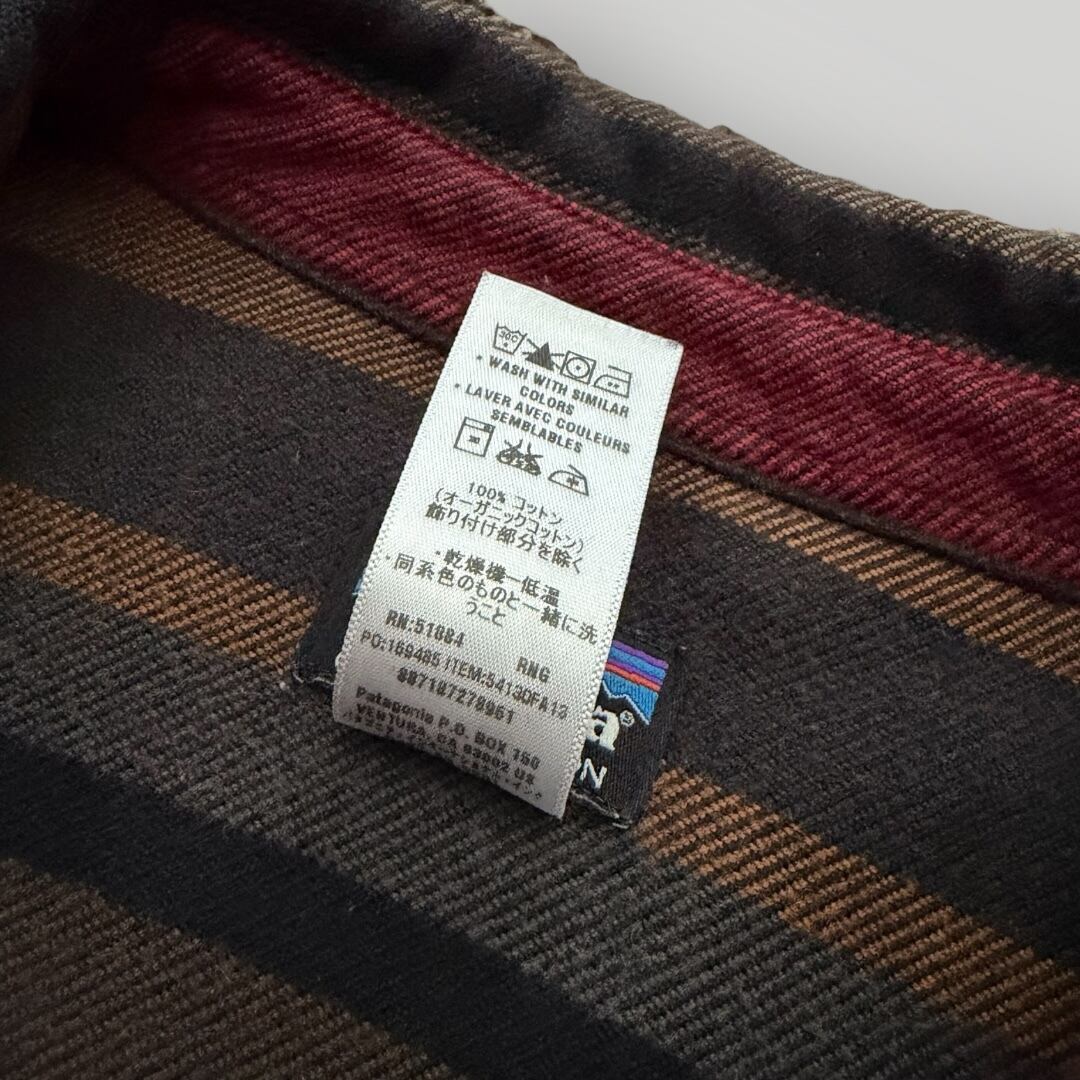 30C
* WASH WITH SIMILAR
COLORS
* LAVER AVEC COULEURS
SEMBLABLES
100% コットン
(オーガニックコットン)
飾り付け部分を除く
・乾燥機―低温
・同系色のものと一緒に洗
うこと
RN:51884 RNG
PO:169485 ITEM:54130FA13
887187278961
Patagonia P.O. BOX 150
VENTURA, CA 93002 US
a®
N